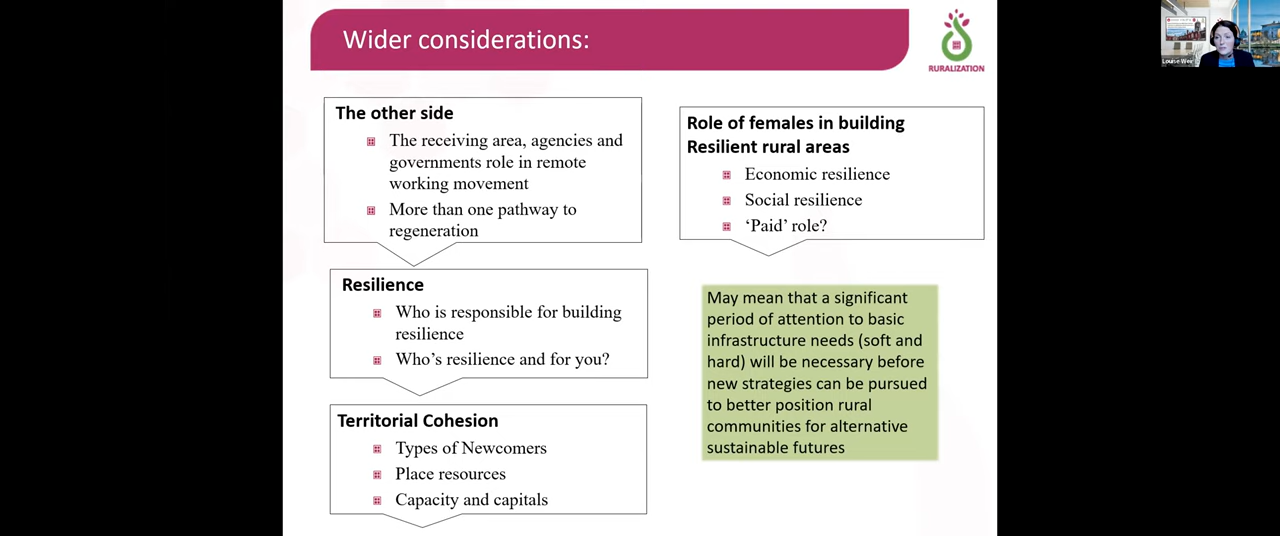 Wider considerations:
RURALIZATION
The other side
The receiving area, agencies and
governments role in remote
working movement
More than one pathway to
regeneration
Resilience
Who is responsible for building
resilience
Who's resilience and for you?
Territorial Cohesion
Types of Newcomers
Place resources
Capacity and capitals
Role of females in building
Resilient rural areas
Economic resilience
Social resilience
‘Paid’ role?
May mean that a significant
period of attention to basic
infrastructure needs (soft and
hard) will be necessary before
new strategies can be pursued
to better position rural
communities for alternative
sustainable futures
Louise Weir